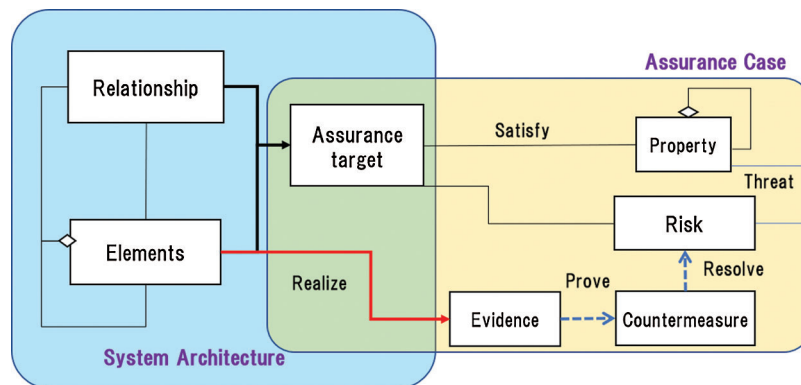 Assurance Case
Relationship
Assurance
target
Satisfy
Property
Threat
Risk
Elements
Realize
Prove
Resolve
Evidence
Countermeasure
System Architecture